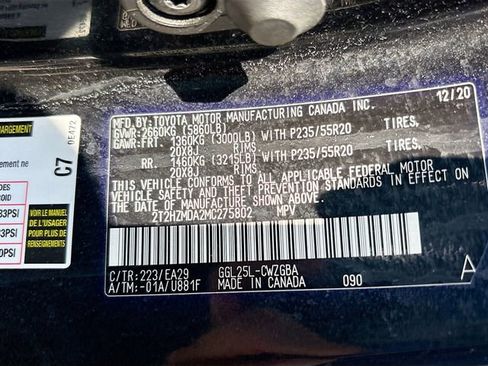 MFD.BY: TOYOTA MOTOR MANUFACTURING CANADA INC.
12/20
GVWR:2660KG (5860LB)
GAWR:FRT. 1360KG (3000LB) WITH P235/55R20 TIRES,
20X8J RIMS
RR 1460KG (3215LB) WITH P235/55R20 TIRES,
20X8J RIMS
THIS VEHICLE CONFORMS TO ALL APPLICABLE FEDERAL MOTOR
VEHICLE SAFETY AND THEFT PREVENTION STANDARDS IN EFFECT ON
THE DATE OF MANUFACTURE SHOWN ABOVE.
2T2HZMDA2MC275802 MPV
C/TR:223/EA29 GGL25L-CWZGBA
A/TM:-01A/U881F MADE IN CANADA 090
A
C7
0E472
VOIR LE MANUEL
DE L'USAGER
POUR PLUS DE
RENSEIGNEMENTS